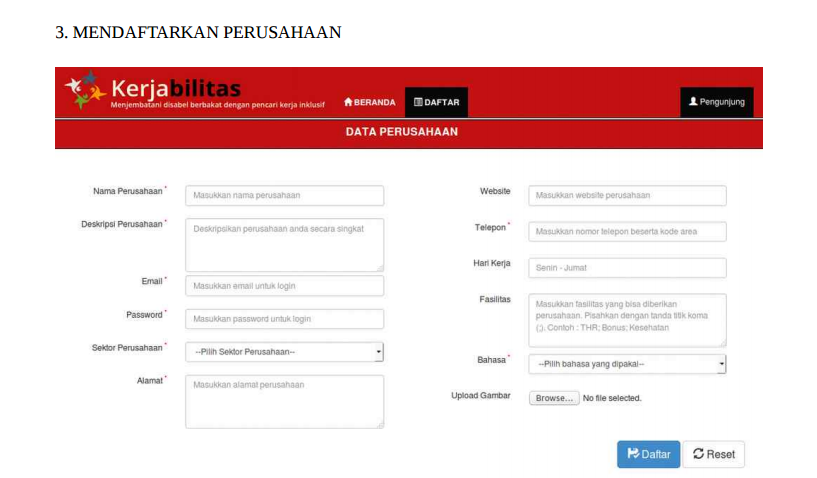 3. MENDAFTARKAN PERUSAHAAN
Kerjabilitas
Menjembatani disabel berbakat dengan pencari kerja inklusif
BERANDA
DAFTAR
Pengunjung
DATA PERUSAHAAN
Nama Perusahaan *
Masukkan nama perusahaan
Deskripsi Perusahaan *
Deskripsikan perusahaan anda secara singkat
Email *
Masukkan email untuk login
Password *
Masukkan password untuk login
Sektor Perusahaan *
--Pilih Sektor Perusahaan--
Alamat *
Masukkan alamat perusahaan
Website
Masukkan website perusahaan
Telepon *
Masukkan nomor telepon beserta kode area
Hari Kerja
Senin - Jumat
Fasilitas
Masukkan fasilitas yang bisa diberikan
perusahaan. Pisahkan dengan tanda titik koma
(;). Contoh : THR; Bonus; Kesehatan
Bahasa *
--Pilih bahasa yang dipakai--
Upload Gambar
Browse... No file selected.
Daftar
Reset